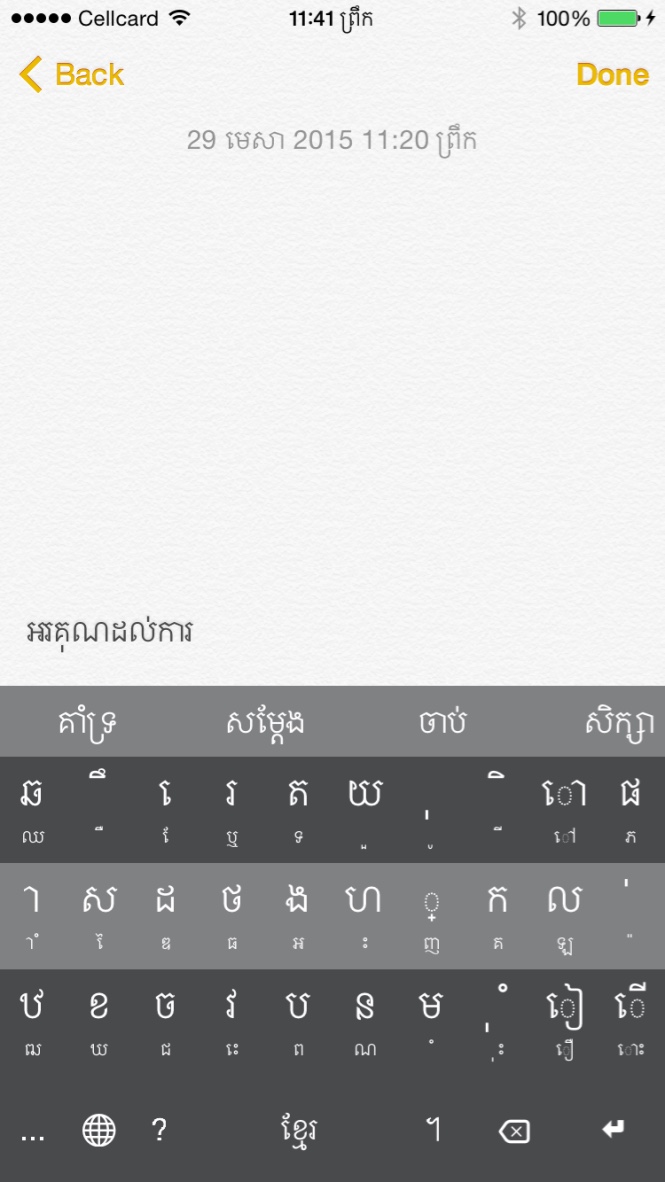 Cellcard 11:41 ព្រឹក 100%
Back Done
29 មេសា 2015 11:20 ព្រឹក
អរគុណដល់ការ
គាំទ្រ សម្តែង ចាប់ សិក្សា
ឆ ឹ េ រ ត យ ុ ិ ោ ផ
ឈ ឺ ែ ឬ ទ ួ ូ ី ៅ ភ
ា ស ដ ថ ង ហ ្ ក ល ់
ាំ ៃ ឌ ធ អ ះ ញ គ ឡ ៉
ឋ ខ ច វ ប ន ម ុំ ៀ ើ
ឍ ឃ ជ េះ ព ណ ំ ុះ ឿ ោះ
... ? ខ្មែរ ។